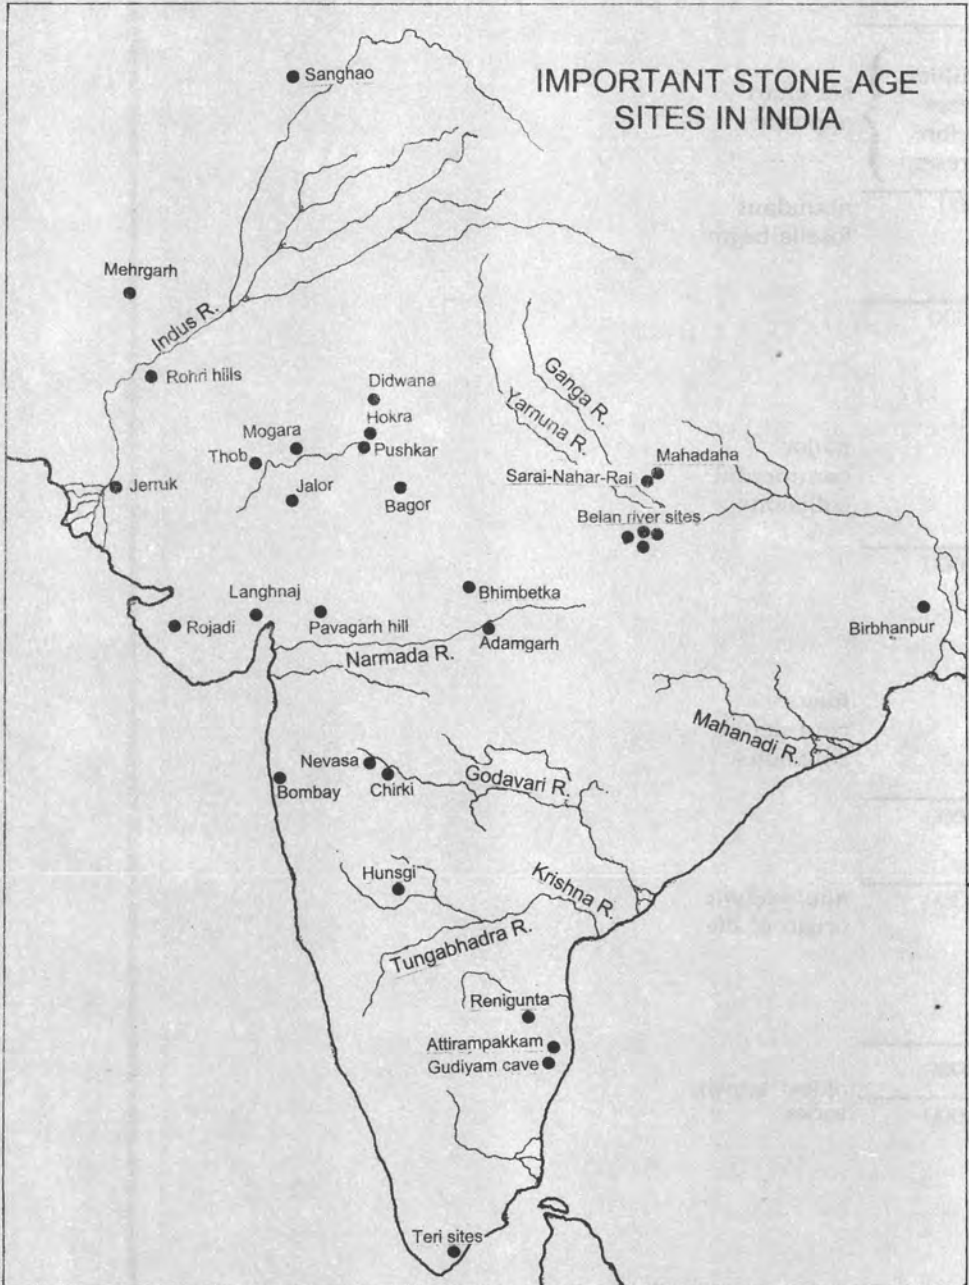 IMPORTANT STONE AGE
SITES IN INDIA
Sanghao
Mehrgarh
Indus R.
Rohri hills
Didwana
Hokra
Mogara
Pushkar
Thob
Ganga R.
Yamuna R.
Mahadaha
Sarai-Nahar-Rai
Jerruk
Jalor
Bagor
Belan river sites
Langhnaj
Bhimbetka
Rojadi
Pavagarh hill
Adamgarh
Birbhanpur
Narmada R.
Mahanadi R.
Nevasa
Bombay
Chirki
Godavari R.
Hunsgi
Krishna R.
Tungabhadra R.
Renigunta
Attirampakkam
Gudiyam cave
Teri sites